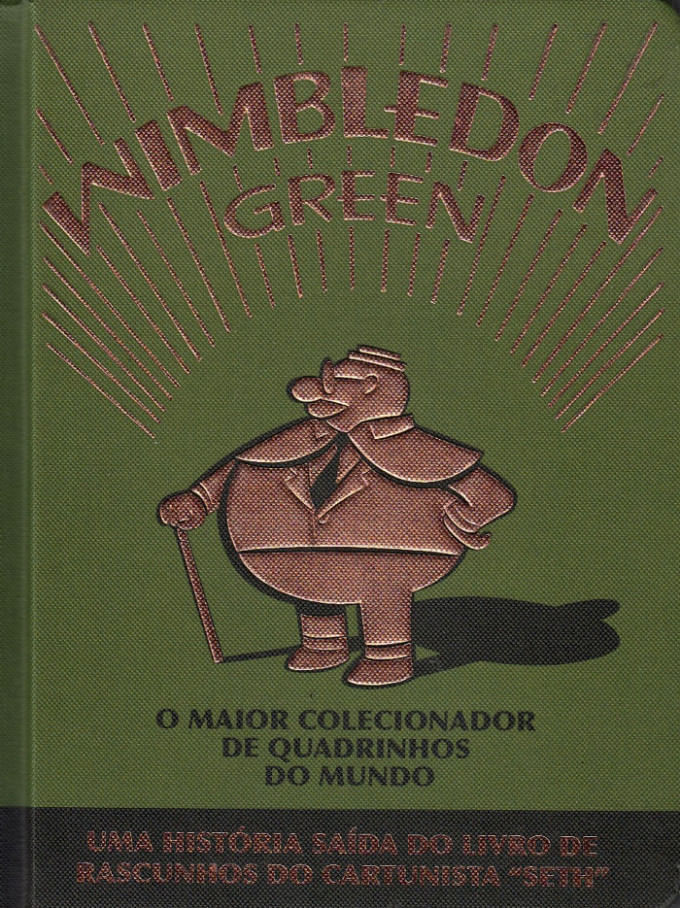 WIMBLEDON
GREEN
O MAIOR COLECIONADOR
DE QUADRINHOS
DO MUNDO
UMA HISTÓRIA SAÍDA DO LIVRO DE
RASCUNHOS DO CARTUNISTA "SETH"